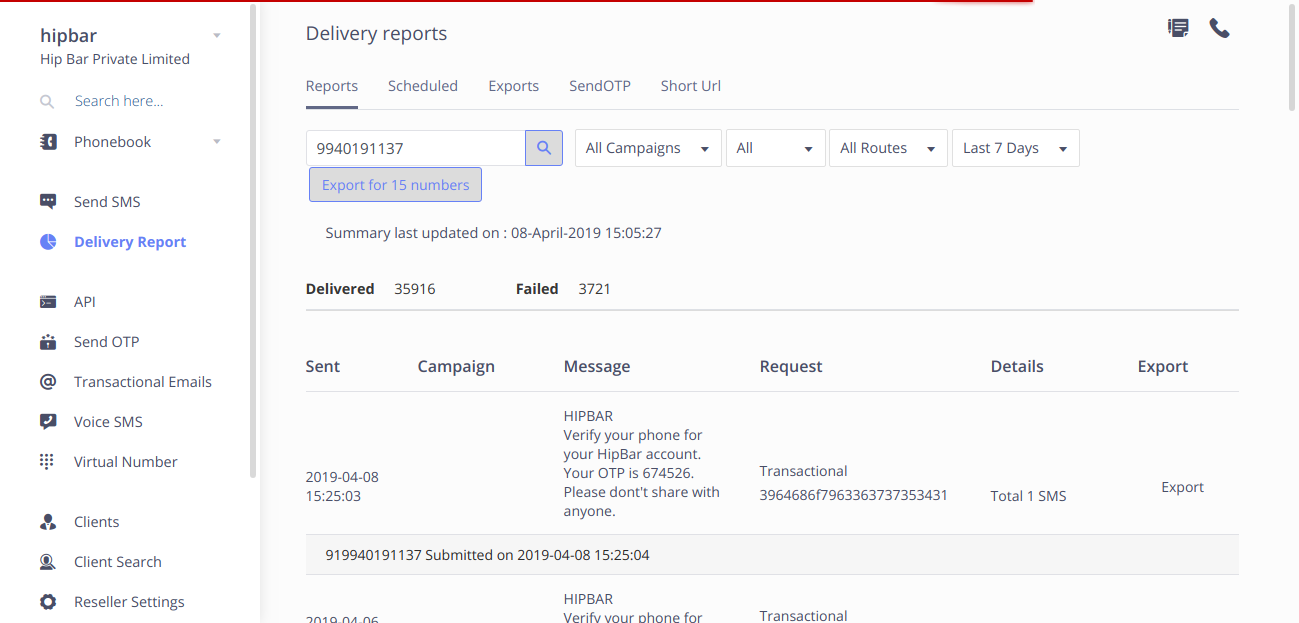 hipbar
Hip Bar Private Limited
Search here...
Phonebook
Send SMS
Delivery Report
API
Send OTP
Transactional Emails
Voice SMS
Virtual Number
Clients
Client Search
Reseller Settings
Delivery reports
Reports Scheduled Exports SendOTP Short Url
9940191137 All Campaigns All All Routes Last 7 Days
Export for 15 numbers
Summary last updated on : 08-April-2019 15:05:27
Delivered 35916 Failed 3721
Sent Campaign Message Request Details Export
2019-04-08
15:25:03
HIPBAR
Verify your phone for
your HipBar account.
Your OTP is 674526.
Please dont't share with
anyone.
Transactional
3964686f7963363737353431
Total 1 SMS
Export
919940191137 Submitted on 2019-04-08 15:25:04
2019-04-06
HIPBAR
Verify your phone for
Transactional